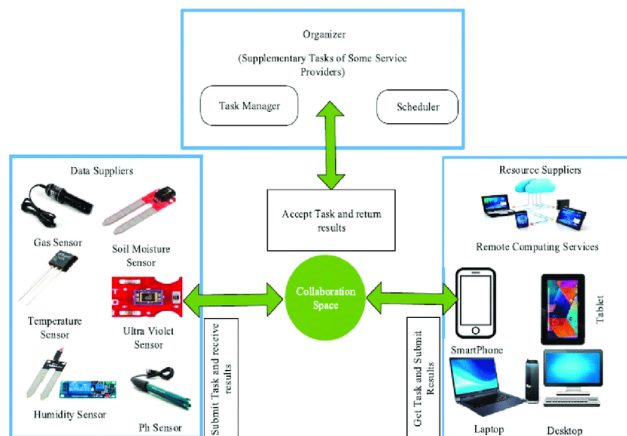 Organizer
(Supplementary Tasks of Some Service
Providers)
Task Manager
Scheduler
Data Suppliers
Gas Sensor
Soil Moisture
Sensor
Temperature
Sensor
Ultra Violet
Sensor
Humidity Sensor
Ph Sensor
Accept Task and return
results
Collaboration
Space
Submit Task and receive
results
Get Task and Submit
Results
Resource Suppliers
Remote Computing Services
SmartPhone
Tablet
Laptop
Desktop